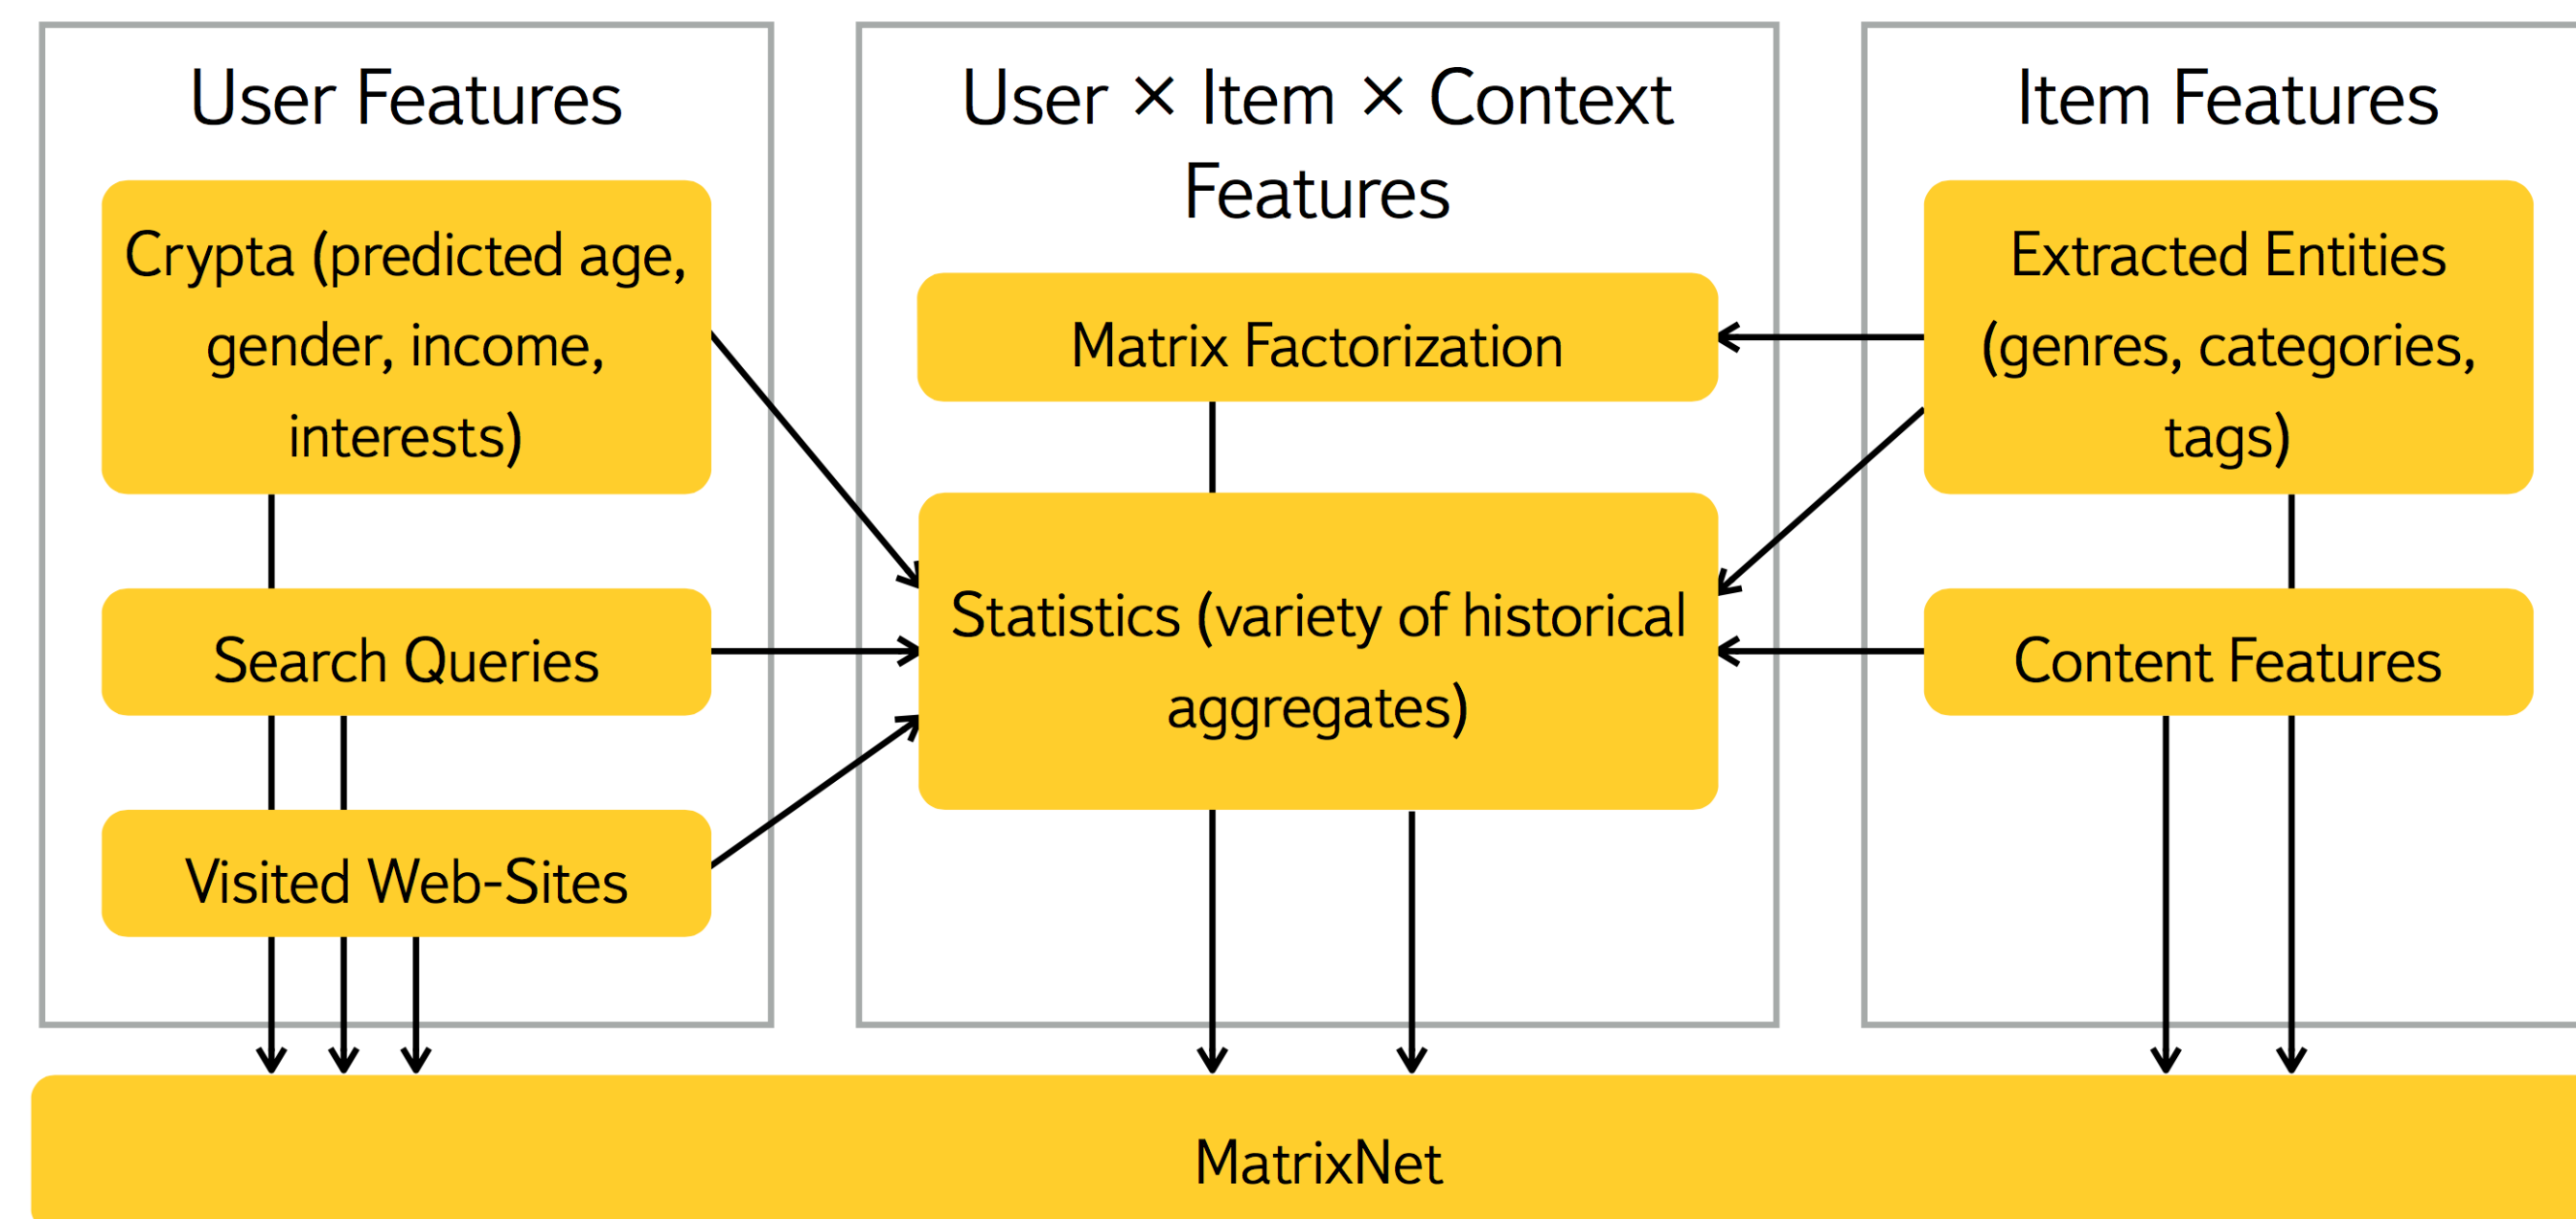 User Features
Crypta (predicted age,
gender, income,
interests)
Search Queries
Visited Web-Sites
User × Item × Context
Features
Matrix Factorization
Statistics (variety of historical
aggregates)
Item Features
Extracted Entities
(genres, categories,
tags)
Content Features
MatrixNet